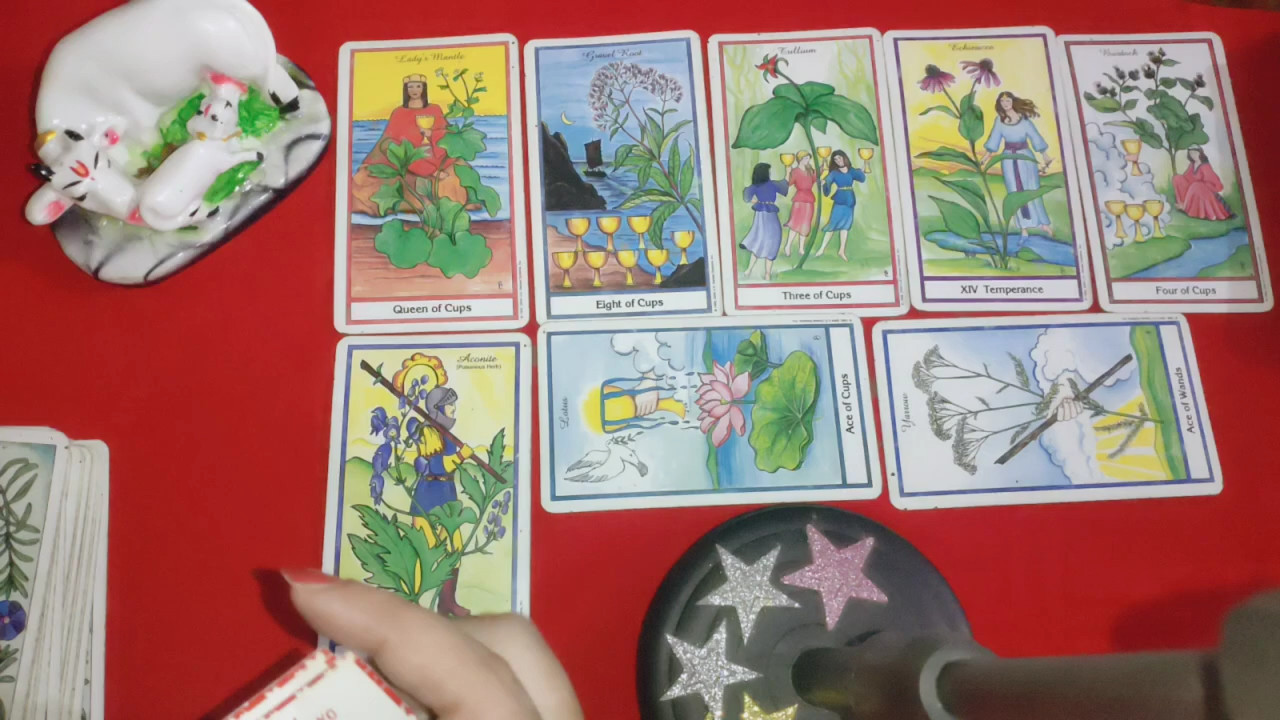 Lady's Mantle
Queen of Cups
Gravel Root
Eight of Cups
Trillium
Three of Cups
Echinacea
XIV Temperance
Burdock
Four of Cups
Aconite
(Poisonous Herb)
Lotus
Ace of Cups
Yarrow
Ace of Wands